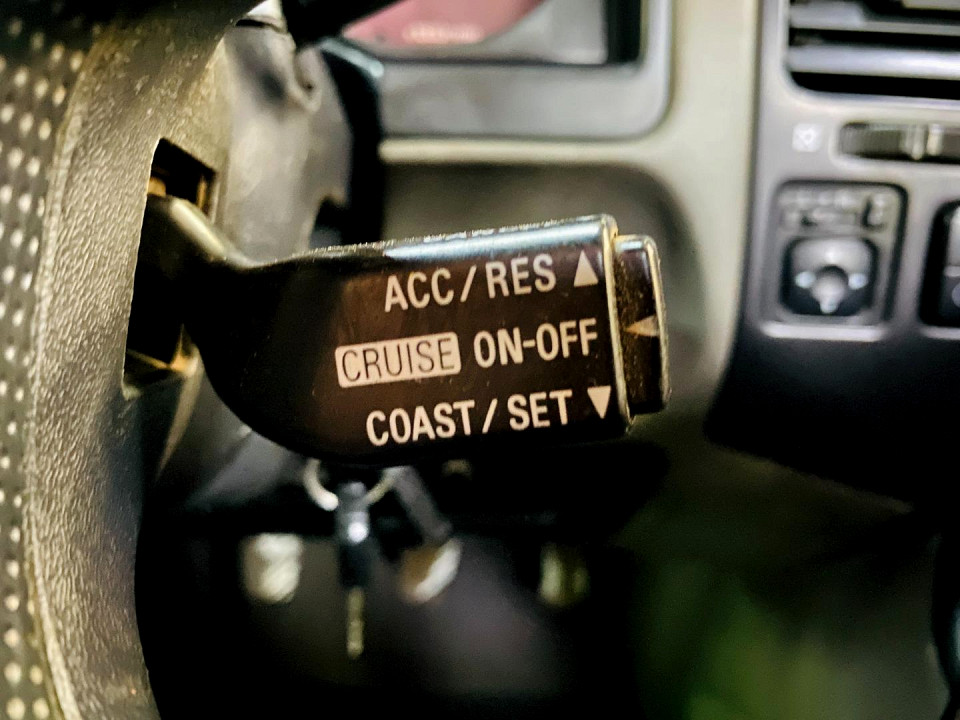 ACC/RES ▲
CRUISE ON-OFF
COAST/SET ▼